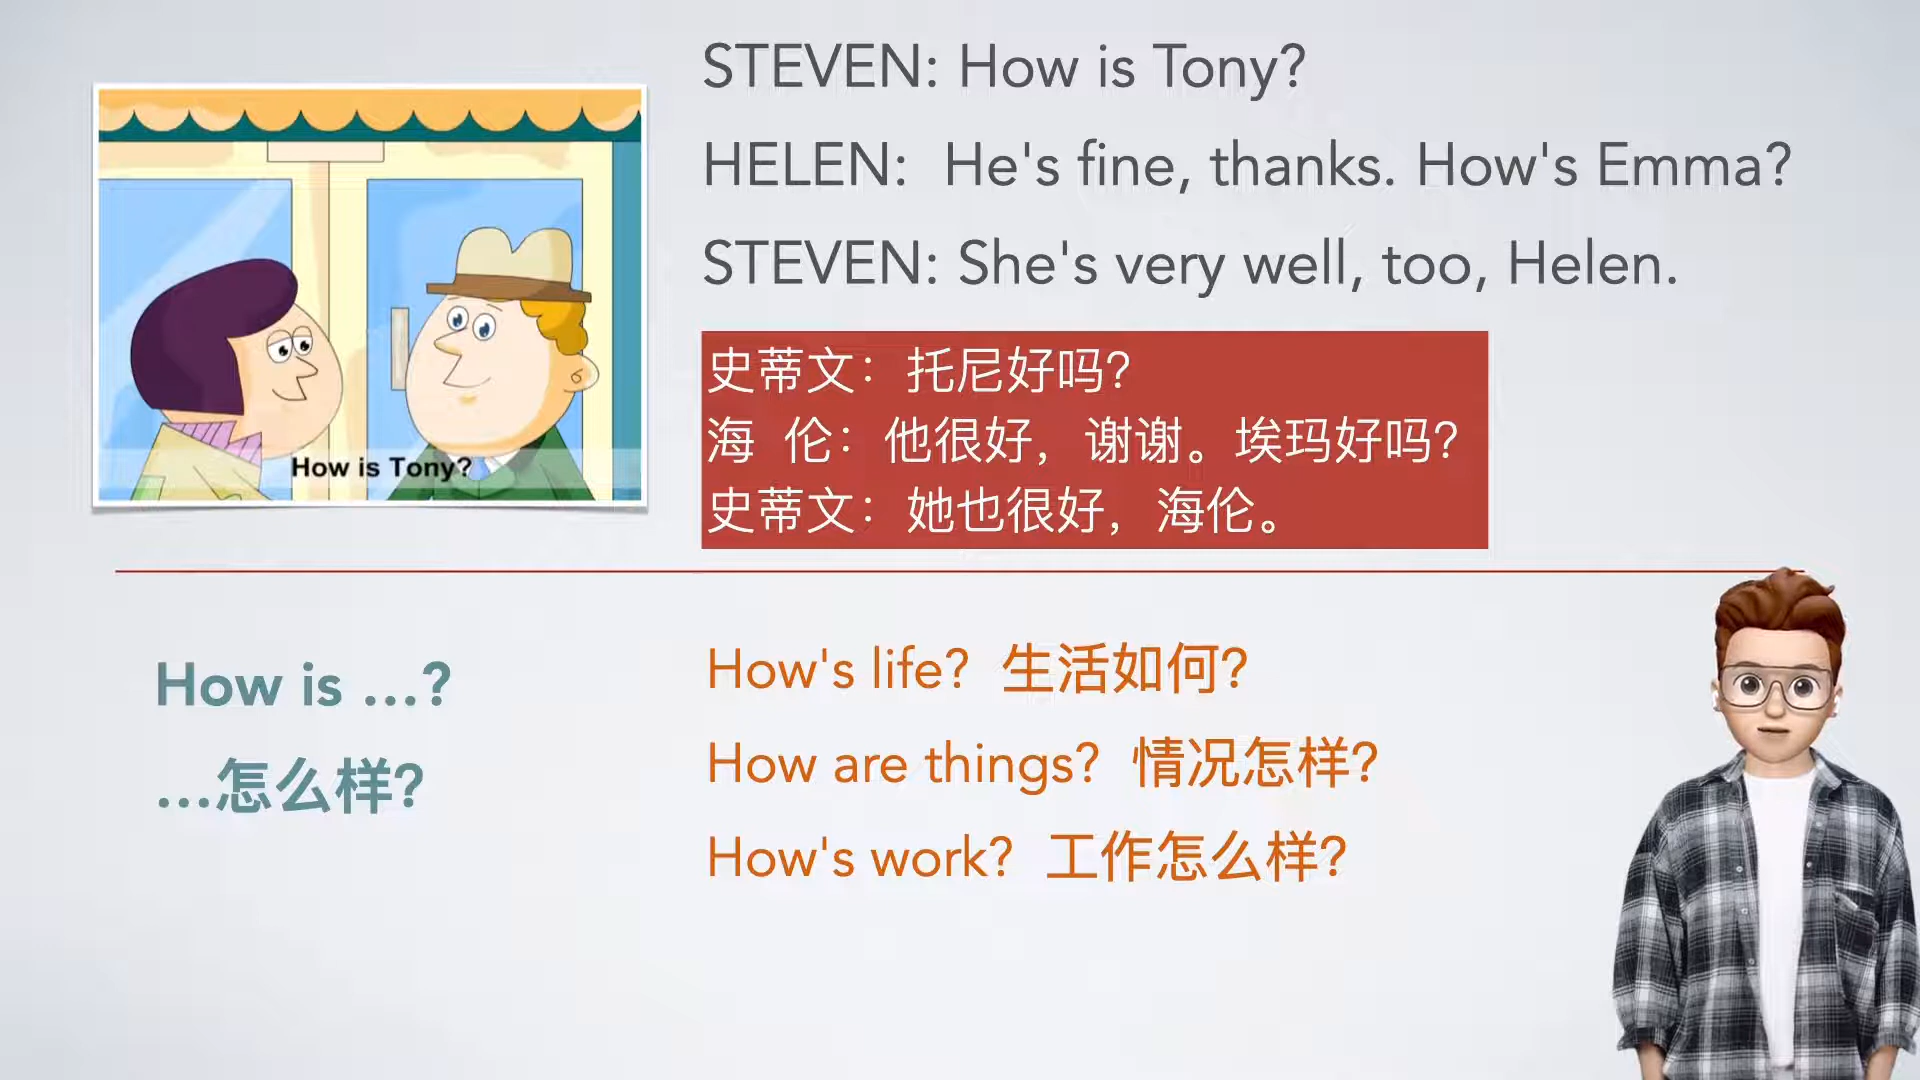 STEVEN: How is Tony?
HELEN: He's fine, thanks. How's Emma?
STEVEN: She's very well, too, Helen.
How is Tony?
史蒂文：托尼好吗？
海 伦：他很好，谢谢。埃玛好吗？
史蒂文：她也很好，海伦。
How is ...?
...怎么样?
How's life? 生活如何?
How are things? 情况怎样?
How's work? 工作怎么样?